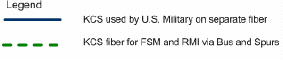 Legend
KCS used by U.S. Military on separate fiber
KCS fiber for FSM and RMI via Bus and Spurs